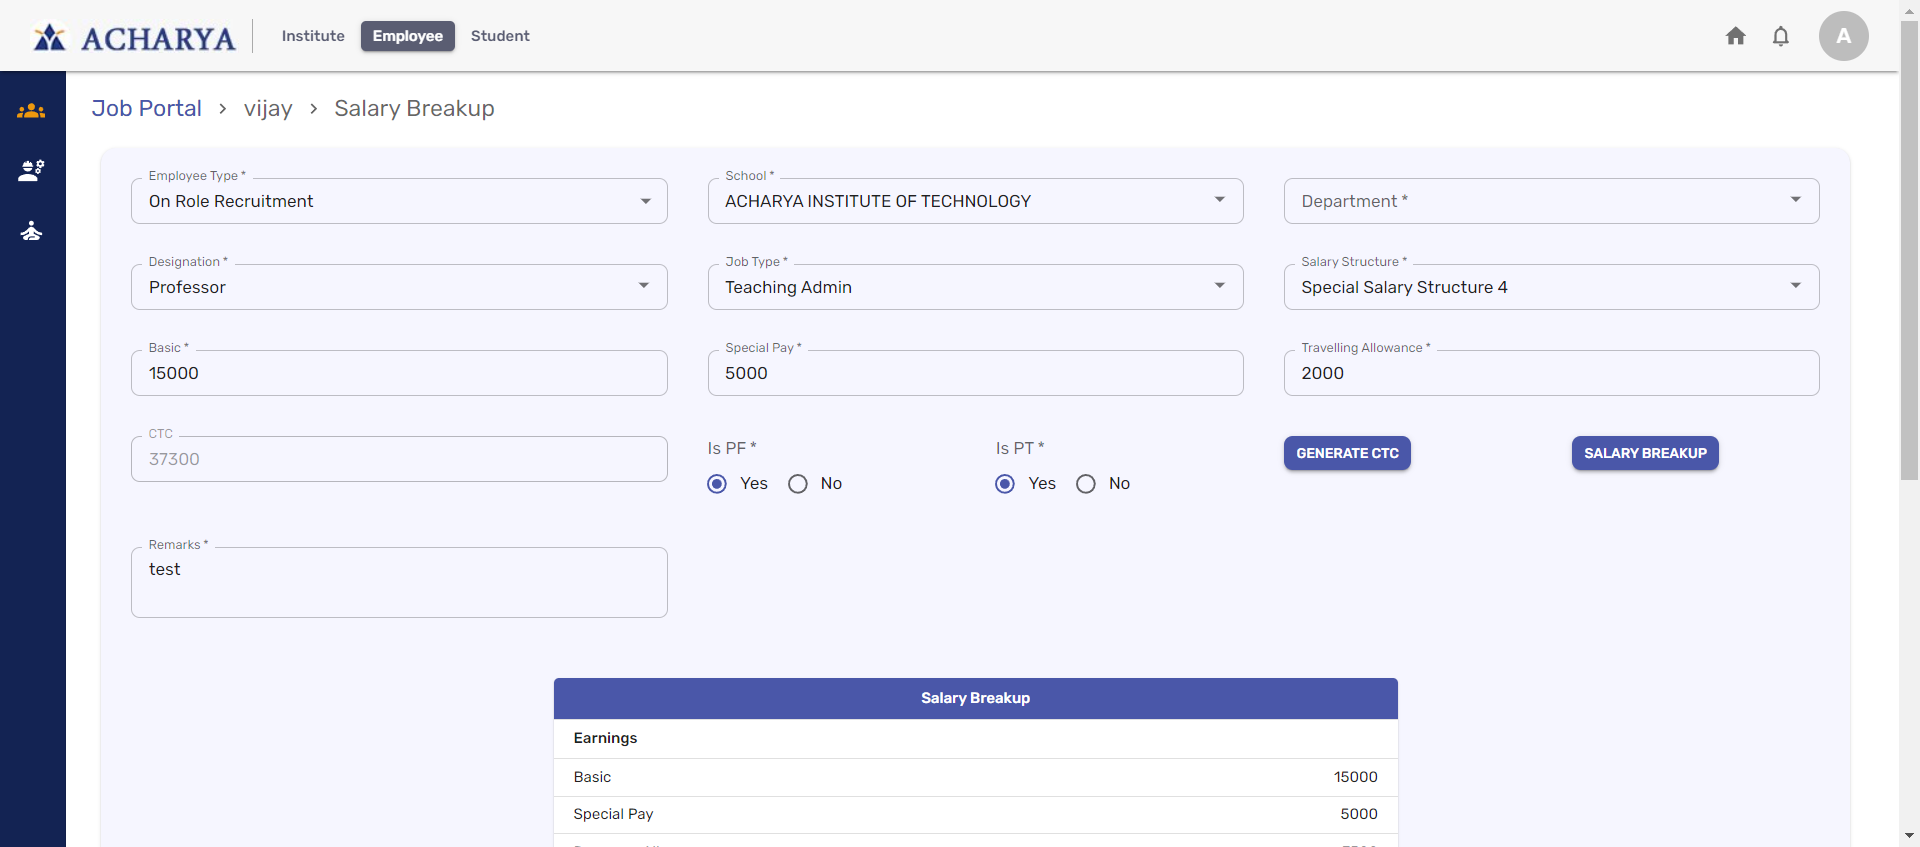 ACHARYA
Institute Employee Student
A
Job Portal > vijay > Salary Breakup
Employee Type * School *
On Role Recruitment ACHARYA INSTITUTE OF TECHNOLOGY Department *
Designation * Job Type * Salary Structure *
Professor Teaching Admin Special Salary Structure 4
Basic * Special Pay * Travelling Allowance *
15000 5000 2000
CTC Is PF * Is PT *
37300 GENERATE CTC SALARY BREAKUP
Yes No Yes No
Remarks *
test
Salary Breakup
Earnings
Basic 15000
Special Pay 5000